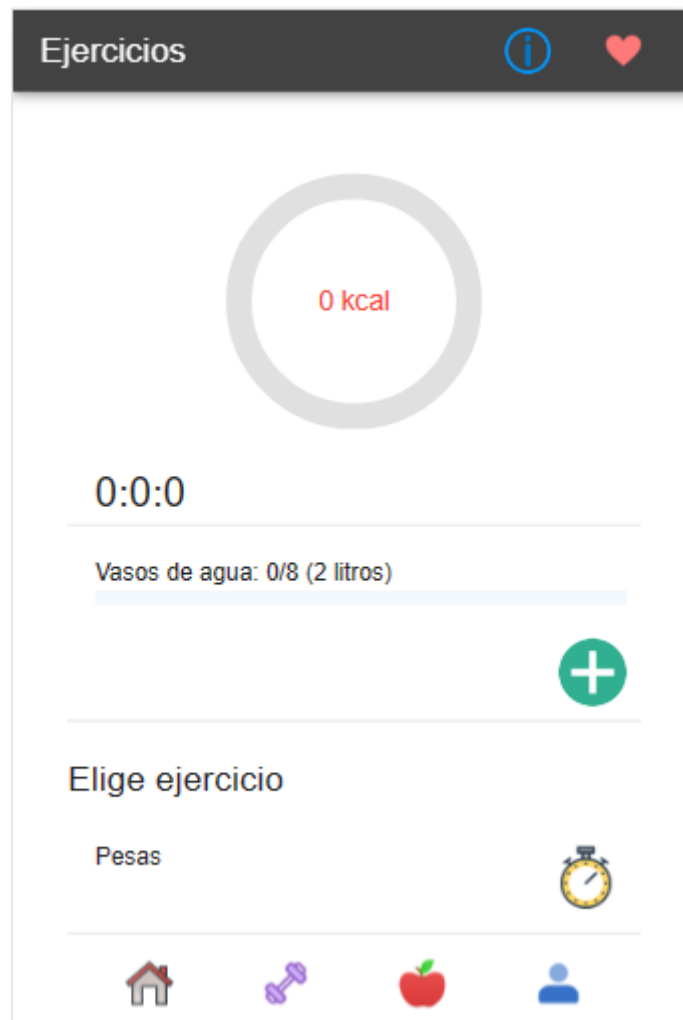 Ejercicios
0 kcal
0:0:0
Vasos de agua: 0/8 (2 litros)
Elige ejercicio
Pesas